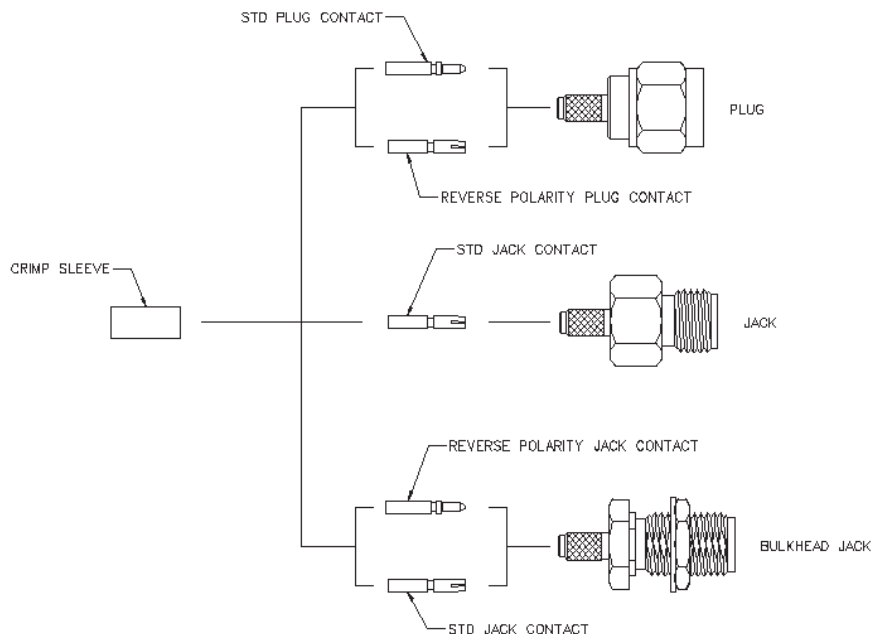 STD PLUG CONTACT
PLUG
REVERSE POLARITY PLUG CONTACT
STD JACK CONTACT
CRIMP SLEEVE
JACK
REVERSE POLARITY JACK CONTACT
BULKHEAD JACK
STD JACK CONTACT